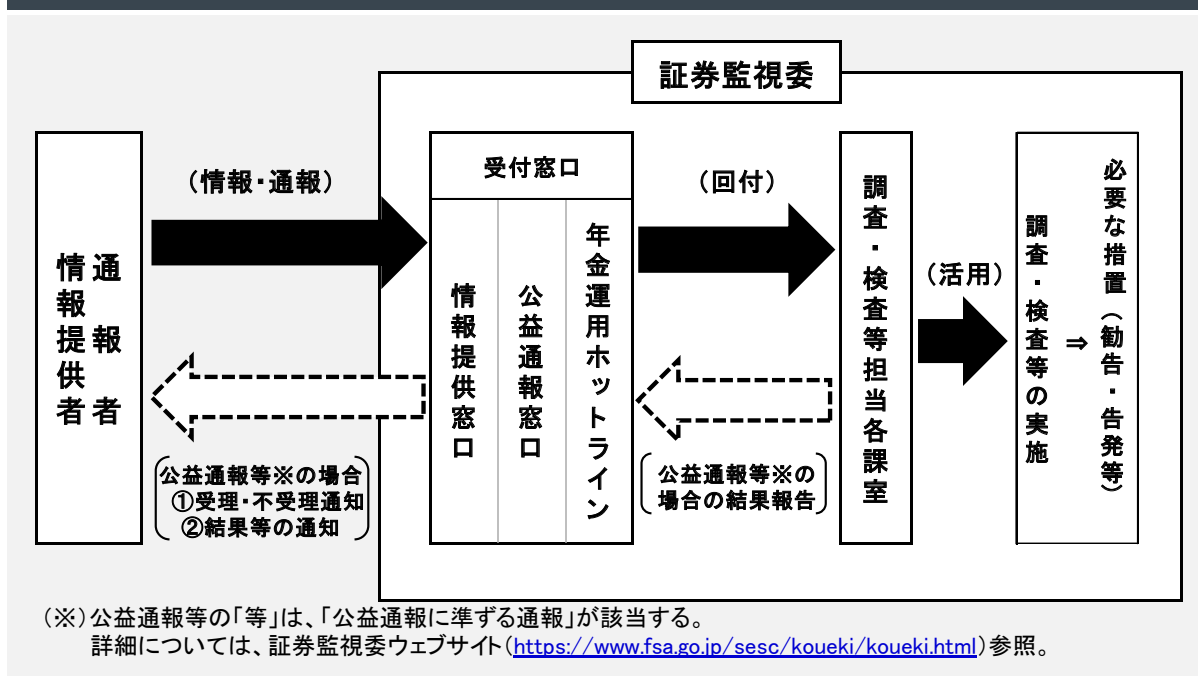 証券監視委
情報提供者
通報者
(情報・通報)
公益通報等※の場合
①受理・不受理通知
②結果等の通知
受付窓口
情報提供窓口
公益通報窓口
年金運用ホットライン
(回付)
公益通報等※の
場合の結果報告
調査・検査等担当各課室
(活用)
調査・検査等の実施
⇒
必要な措置(勧告・告発等)
(※)公益通報等の「等」は、「公益通報に準ずる通報」が該当する。
詳細については、証券監視委ウェブサイト(https://www.fsa.go.jp/sesc/koueki/koueki.html)参照。